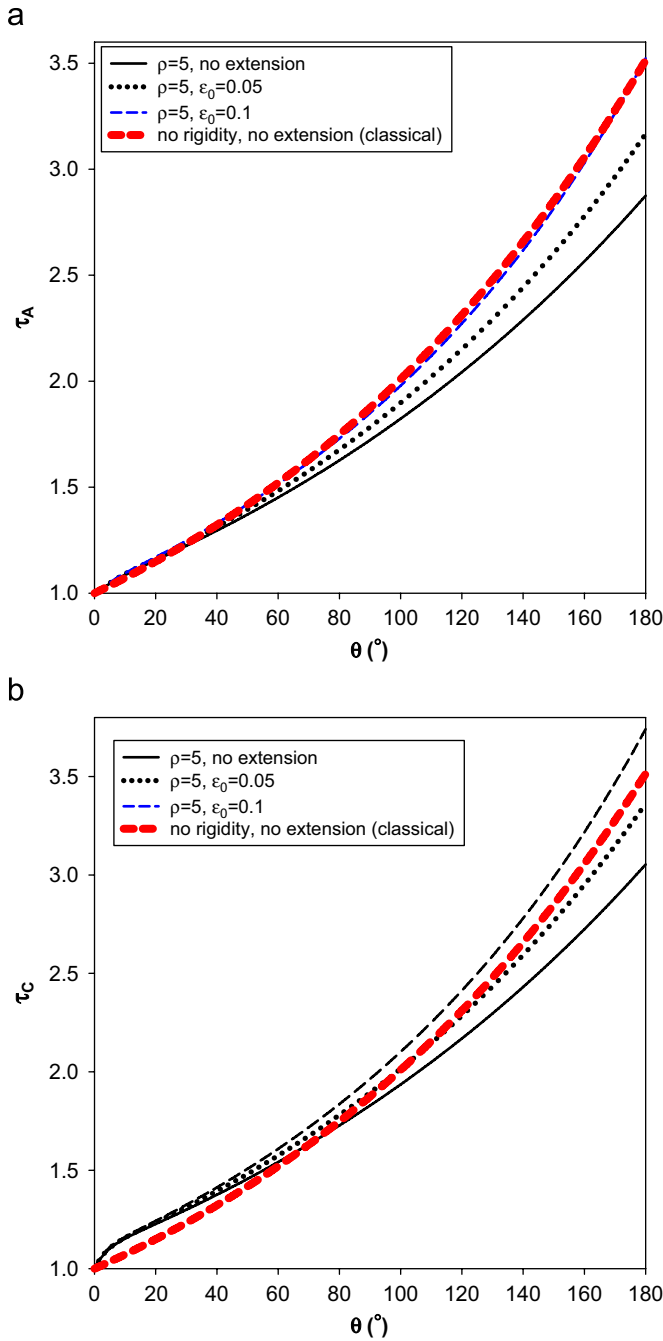 a
ρ=5, no extension
ρ=5, ε₀=0.05
ρ=5, ε₀=0.1
no rigidity, no extension (classical)
3.5
3.0
2.5
2.0
1.5
1.0
τA
0 20 40 60 80 100 120 140 160 180
θ (°)
b
ρ=5, no extension
ρ=5, ε₀=0.05
ρ=5, ε₀=0.1
no rigidity, no extension (classical)
3.5
3.0
2.5
2.0
1.5
1.0
τC
0 20 40 60 80 100 120 140 160 180
θ (°)